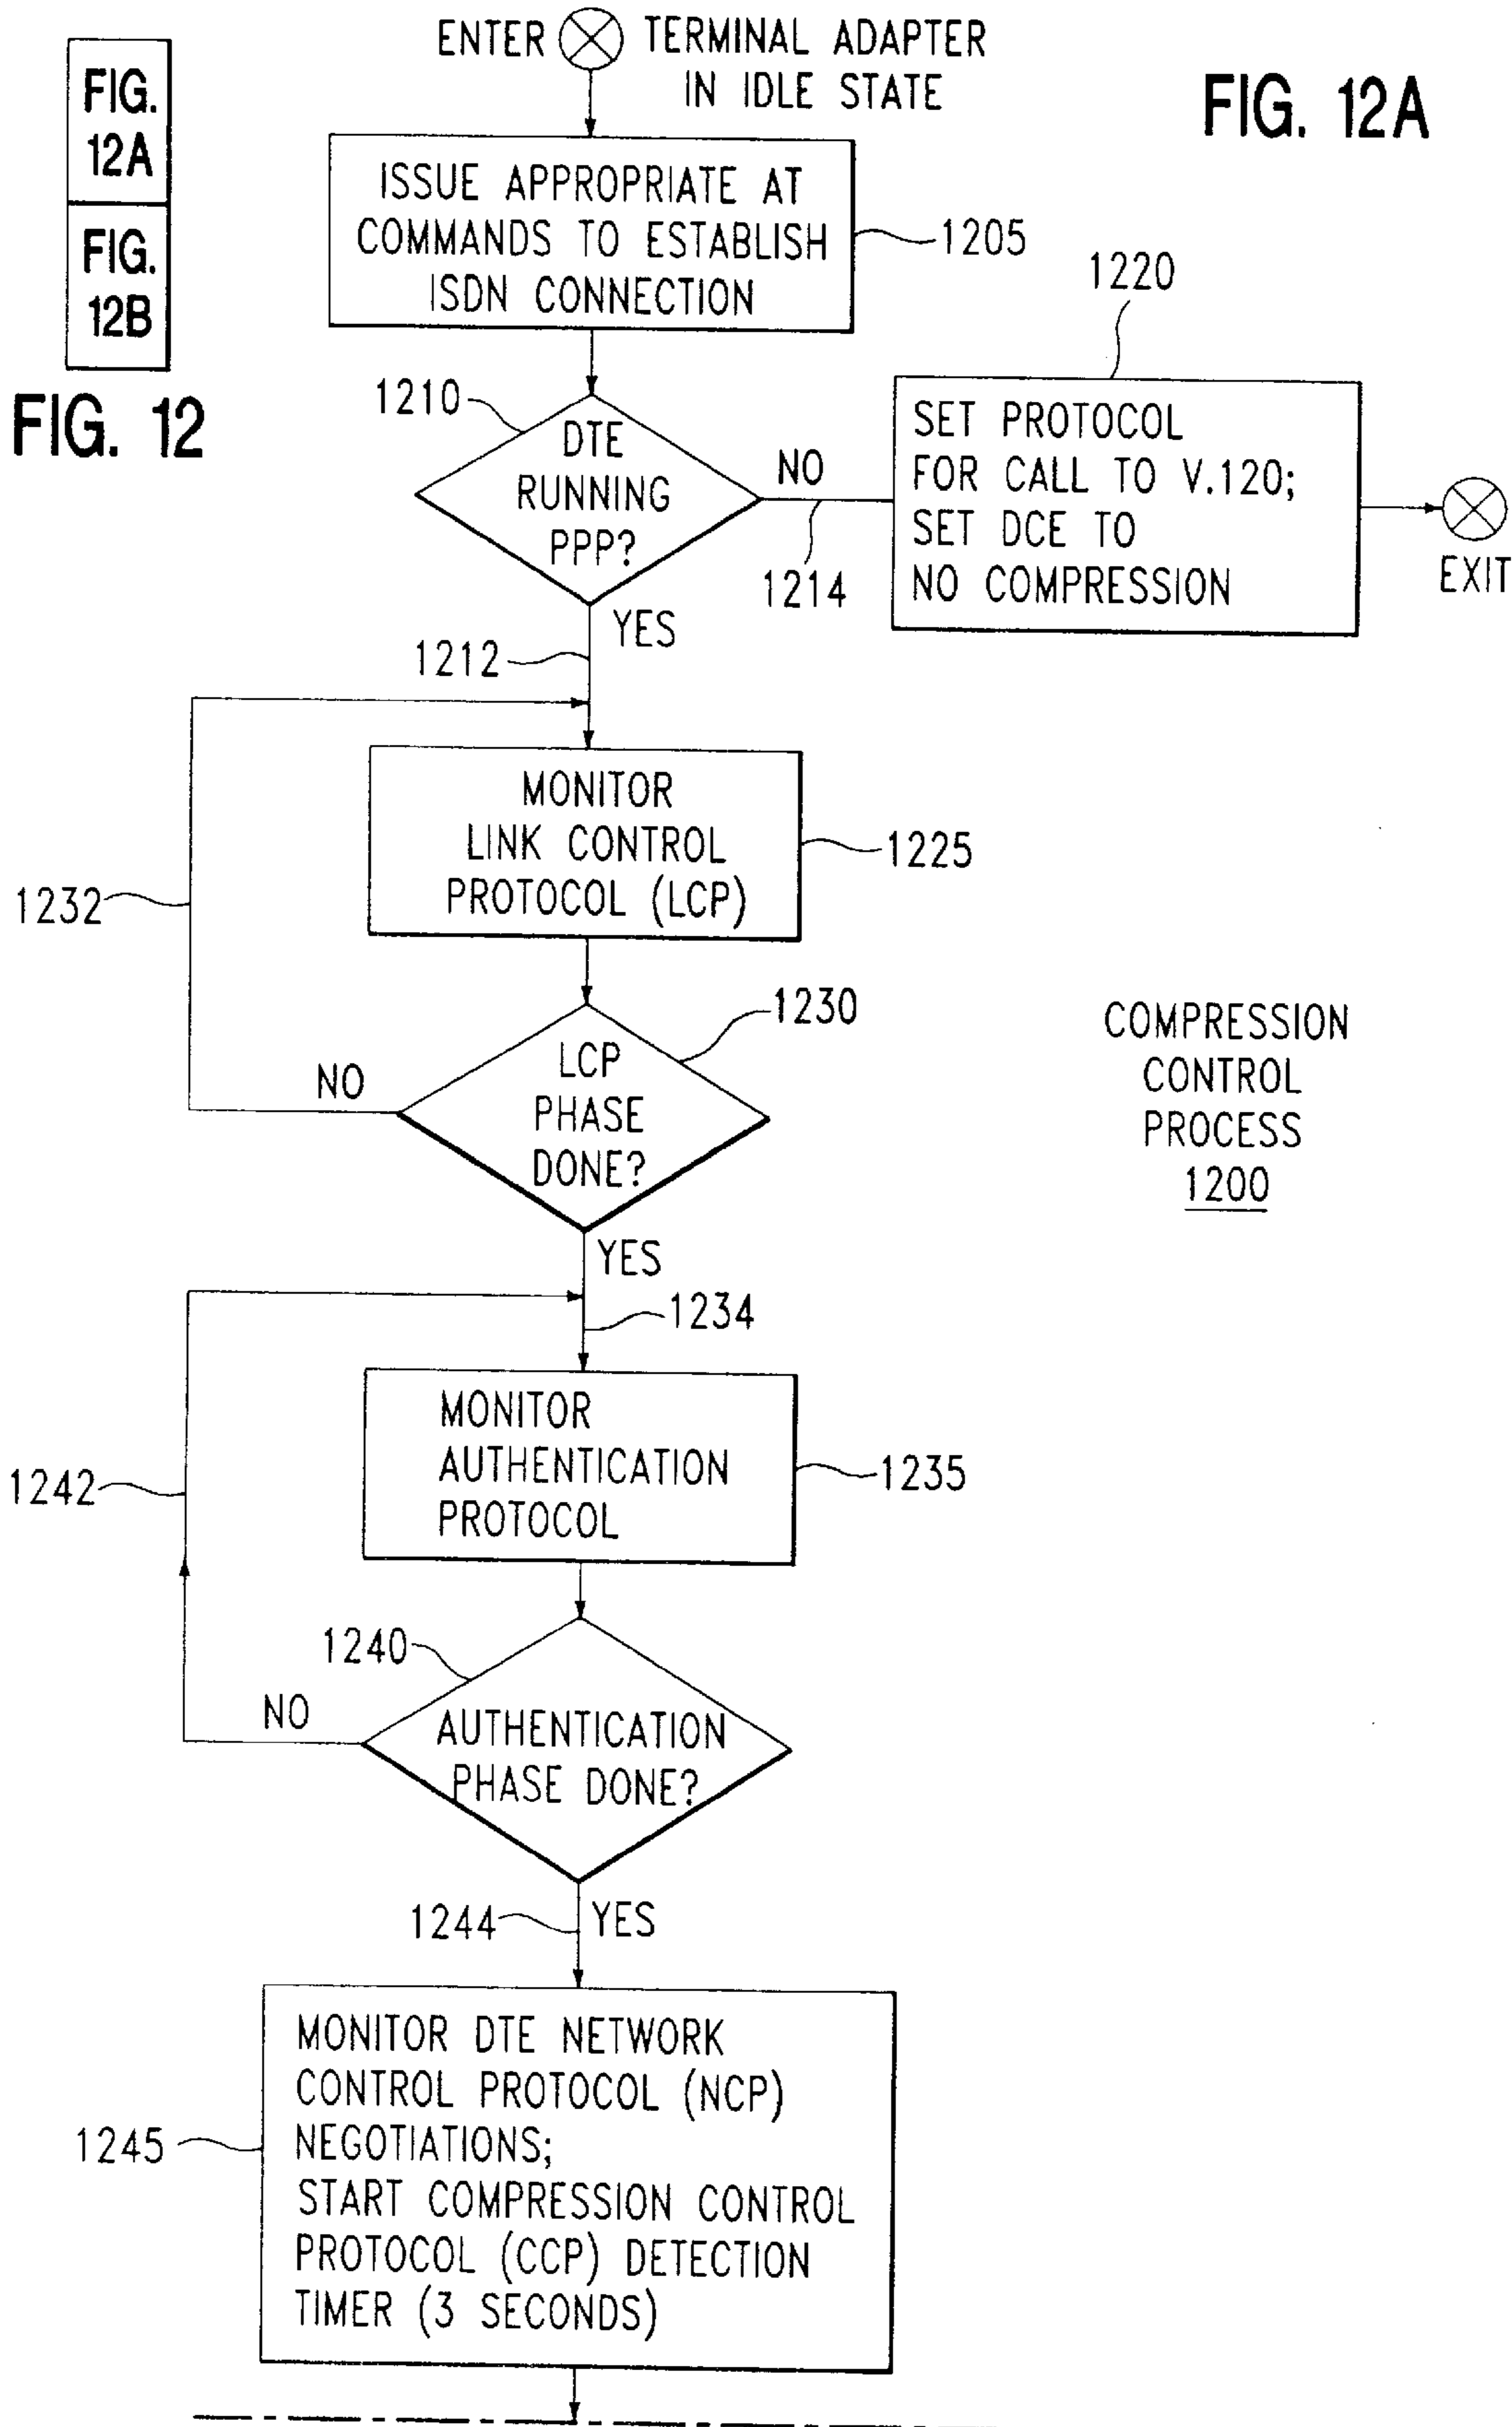 FIG.
12A
FIG.
12B
FIG. 12
ENTER
TERMINAL ADAPTER
IN IDLE STATE
FIG. 12A
ISSUE APPROPRIATE AT
COMMANDS TO ESTABLISH
ISDN CONNECTION
1205
1210
DTE
RUNNING
PPP?
NO
1214
1220
SET PROTOCOL
FOR CALL TO V.120;
SET DCE TO
NO COMPRESSION
EXIT
YES
1212
MONITOR
LINK CONTROL
PROTOCOL (LCP)
1225
1232
1230
LCP
PHASE
DONE?
NO
COMPRESSION
CONTROL
PROCESS
1200
YES
1234
MONITOR
AUTHENTICATION
PROTOCOL
1235
1242
1240
NO
AUTHENTICATION
PHASE DONE?
1244
YES
MONITOR DTE NETWORK
CONTROL PROTOCOL (NCP)
NEGOTIATIONS;
START COMPRESSION CONTROL
PROTOCOL (CCP) DETECTION
TIMER (3 SECONDS)
1245